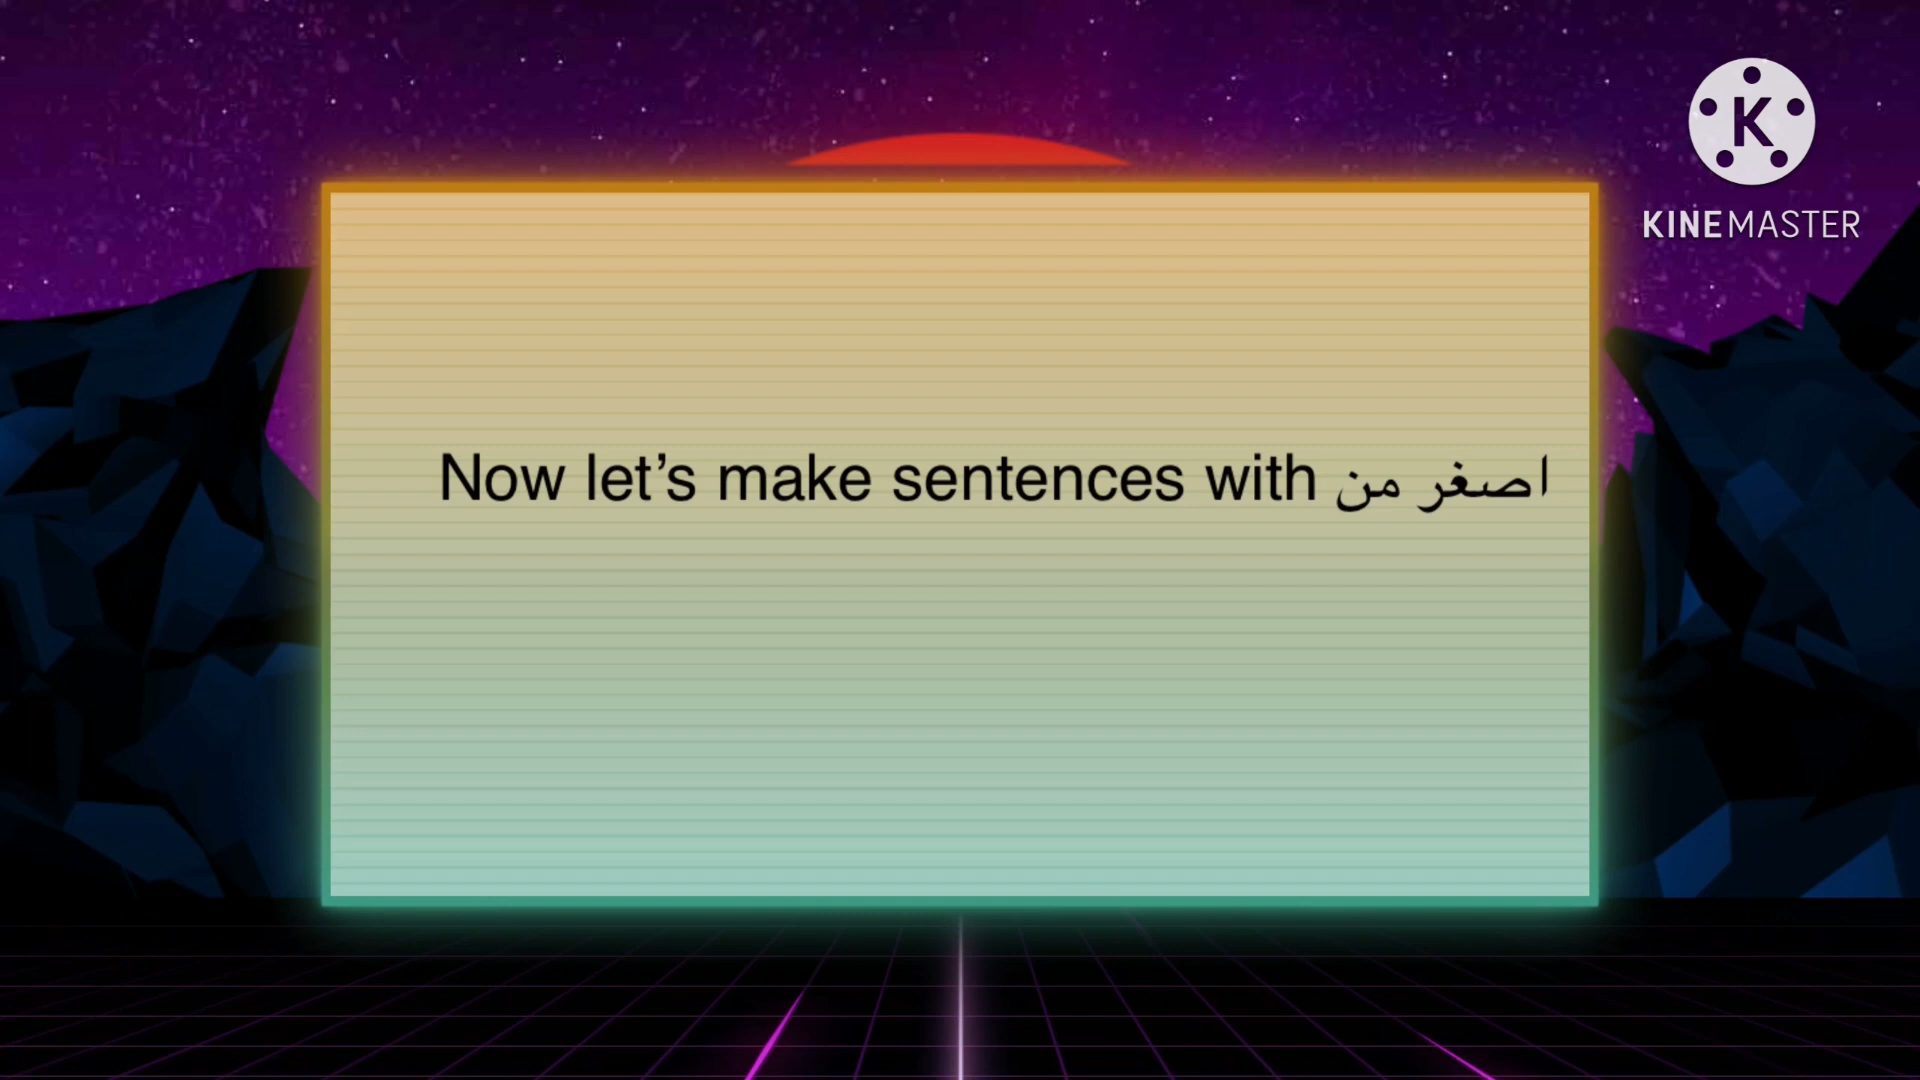 K
KINEMASTER
Now let’s make sentences with اصغر من